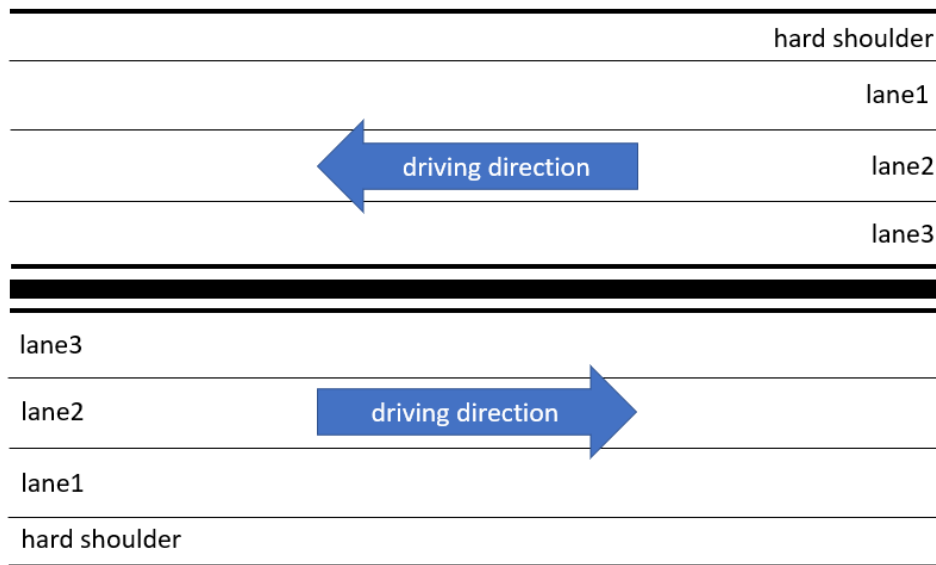 hard shoulder
lane1
driving direction
lane2
lane3
lane3
lane2
driving direction
lane1
hard shoulder